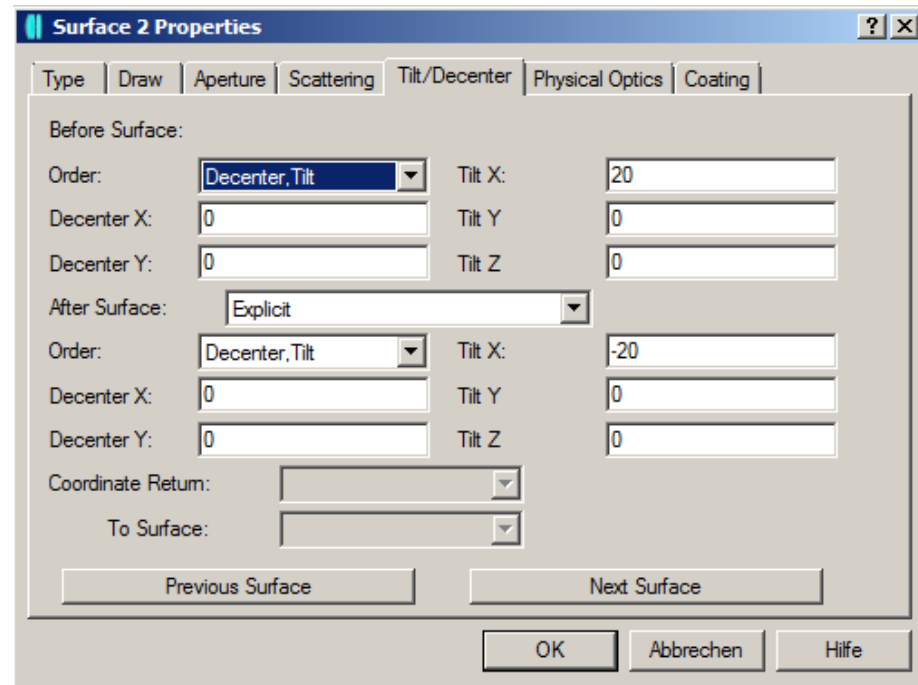 Surface 2 Properties
Type Draw Aperture Scattering Tilt/Decenter Physical Optics Coating
Before Surface:
Order: Decenter,Tilt Tilt X: 20
Decenter X: 0 Tilt Y 0
Decenter Y: 0 Tilt Z 0
After Surface: Explicit
Order: Decenter,Tilt Tilt X: -20
Decenter X: 0 Tilt Y 0
Decenter Y: 0 Tilt Z 0
Coordinate Return:
To Surface:
Previous Surface Next Surface
OK Abbrechen Hilfe